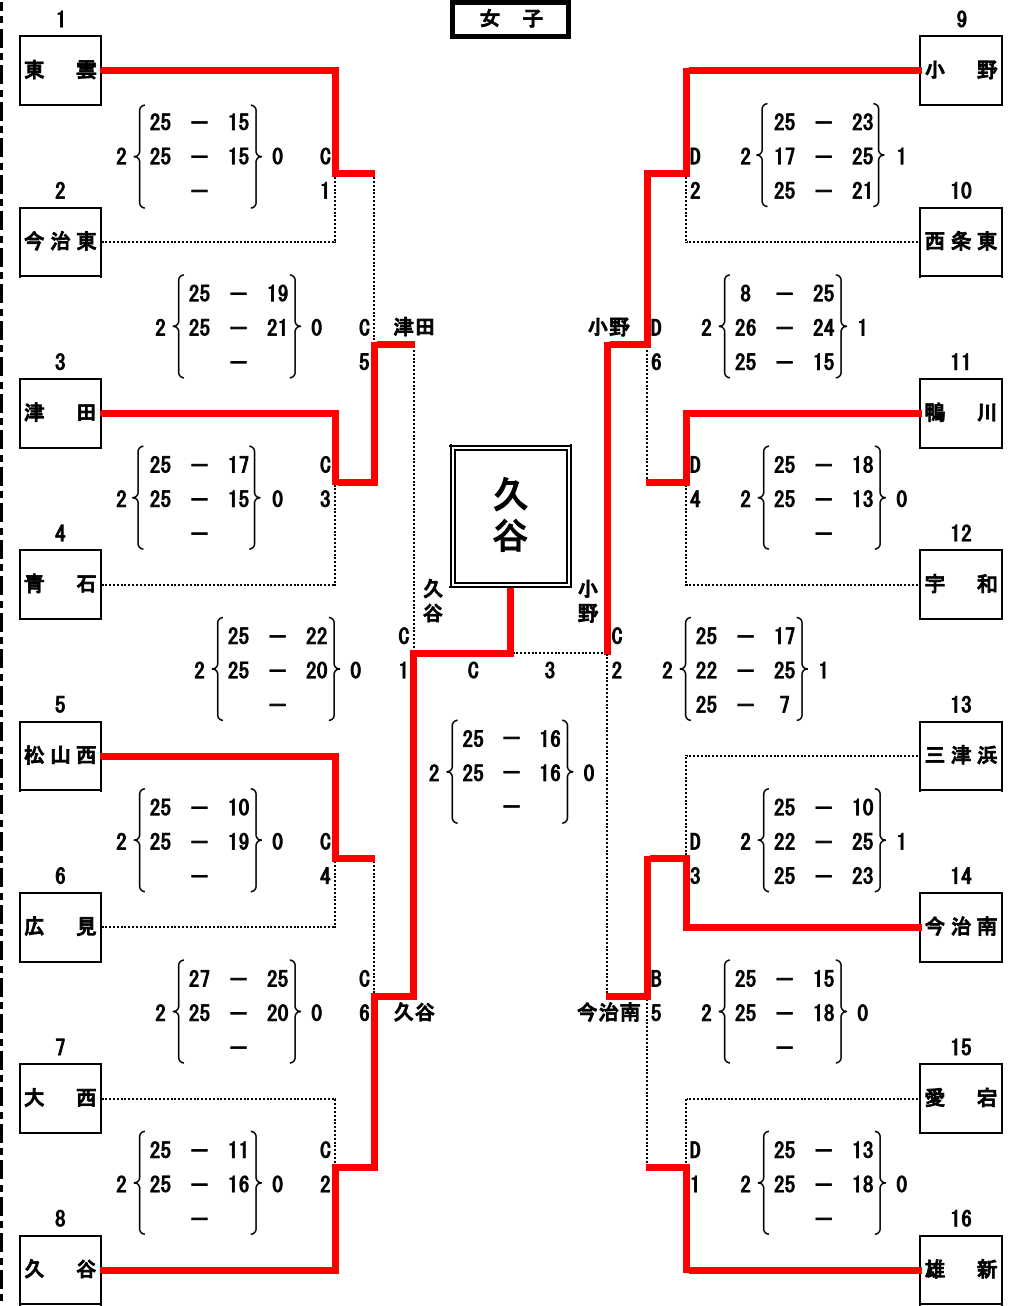 女 子
1
東 雲
25 ー 15
2 25 ー 15 0 C
ー 1
2
今治東
25 ー 19
2 25 ー 21 0 C 津田
ー 5
3
津 田
25 ー 17 C
2 25 ー 15 0 3
ー
4
青 石
25 ー 22 C
2 25 ー 20 0 1
ー
久谷
5
松山西
25 ー 10
2 25 ー 19 0 C
ー 4
6
広 見
27 ー 25 C
2 25 ー 20 0 6 久谷
ー
7
大 西
25 ー 11 C
2 25 ー 16 0 2
ー
8
久 谷
久谷
C 3
25 ー 16
2 25 ー 16 0
ー
9
小 野
25 ー 23
D 2 17 ー 25 1
2 25 ー 21
10
西条東
8 ー 25
小野 D 2 26 ー 24 1
6 25 ー 15
11
鴨 川
D 25 ー 18
4 2 25 ー 13 0
ー
12
宇 和
小野
C 25 ー 17
2 2 22 ー 25 1
25 ー 7
13
三津浜
25 ー 10
D 2 22 ー 25 1
3 25 ー 23
14
今治南
B 25 ー 15
今治南 5 2 25 ー 18 0
ー
15
愛 宕
D 25 ー 13
1 2 25 ー 18 0
ー
16
雄 新